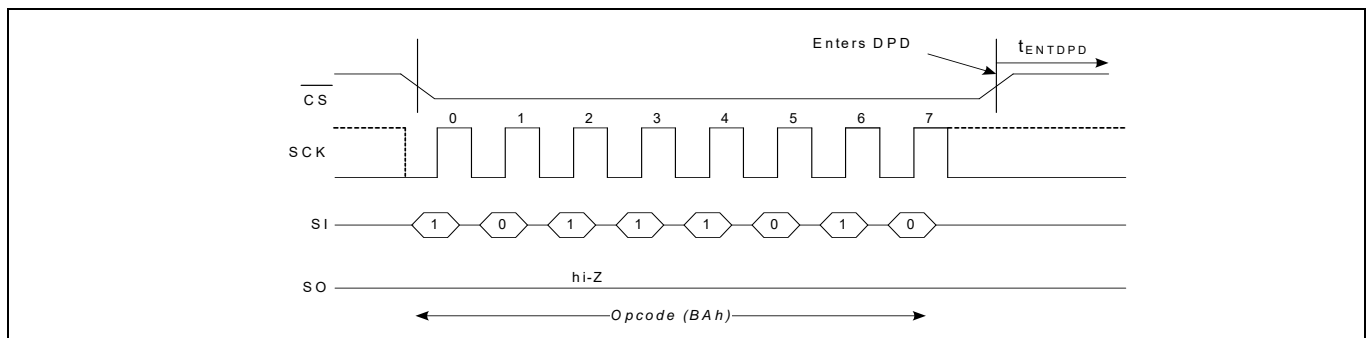 Enters DPD
tENTDPD
CS
0 1 2 3 4 5 6 7
SCK
SI 1 0 1 1 1 0 1 0
hi-Z
SO
Opcode (BAh)